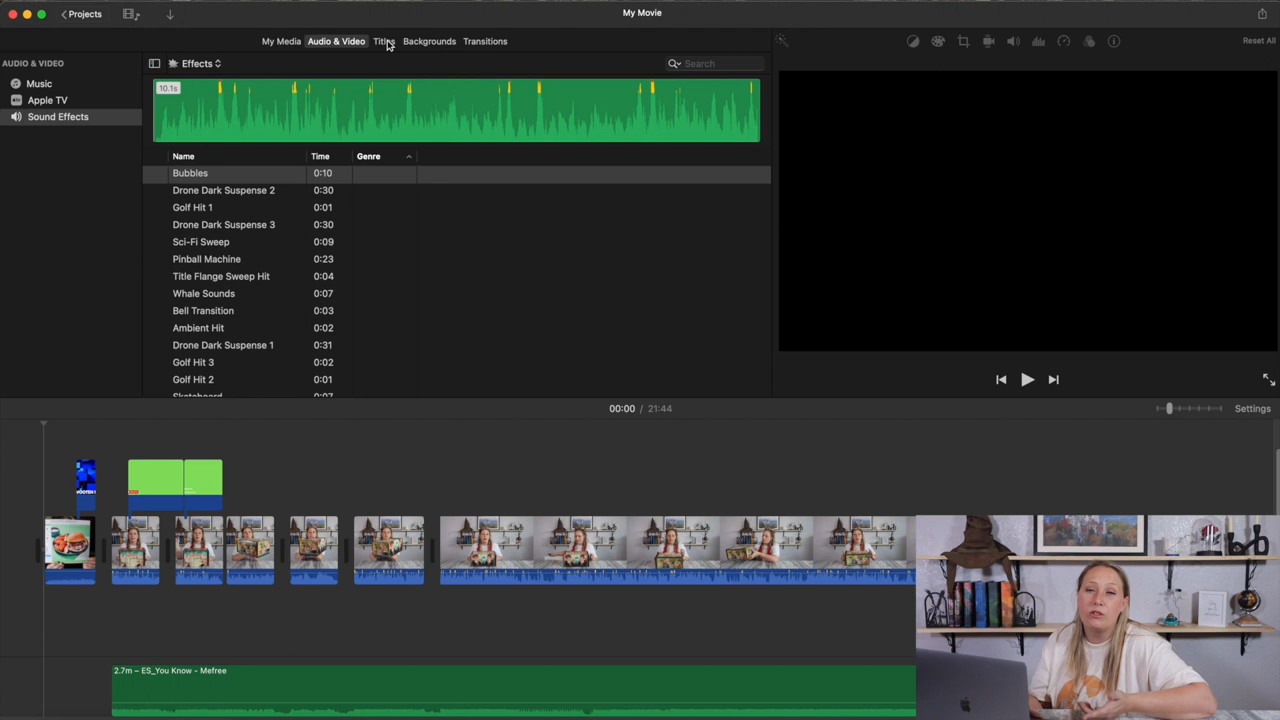 Projects
My Movie
My Media Audio & Video Titles Backgrounds Transitions
Reset All
AUDIO & VIDEO
Music
Apple TV
Sound Effects
Effects
Search
10.1s
Name Time Genre
Bubbles 0:10
Drone Dark Suspense 2 0:30
Golf Hit 1 0:01
Drone Dark Suspense 3 0:30
Sci-Fi Sweep 0:09
Pinball Machine 0:23
Title Flange Sweep Hit 0:04
Whale Sounds 0:07
Bell Transition 0:03
Ambient Hit 0:02
Drone Dark Suspense 1 0:31
Golf Hit 3 0:02
Golf Hit 2 0:01
Skateboard 0:07
00:00 / 21:44
Settings
2.7m – ES_You Know - Mefree